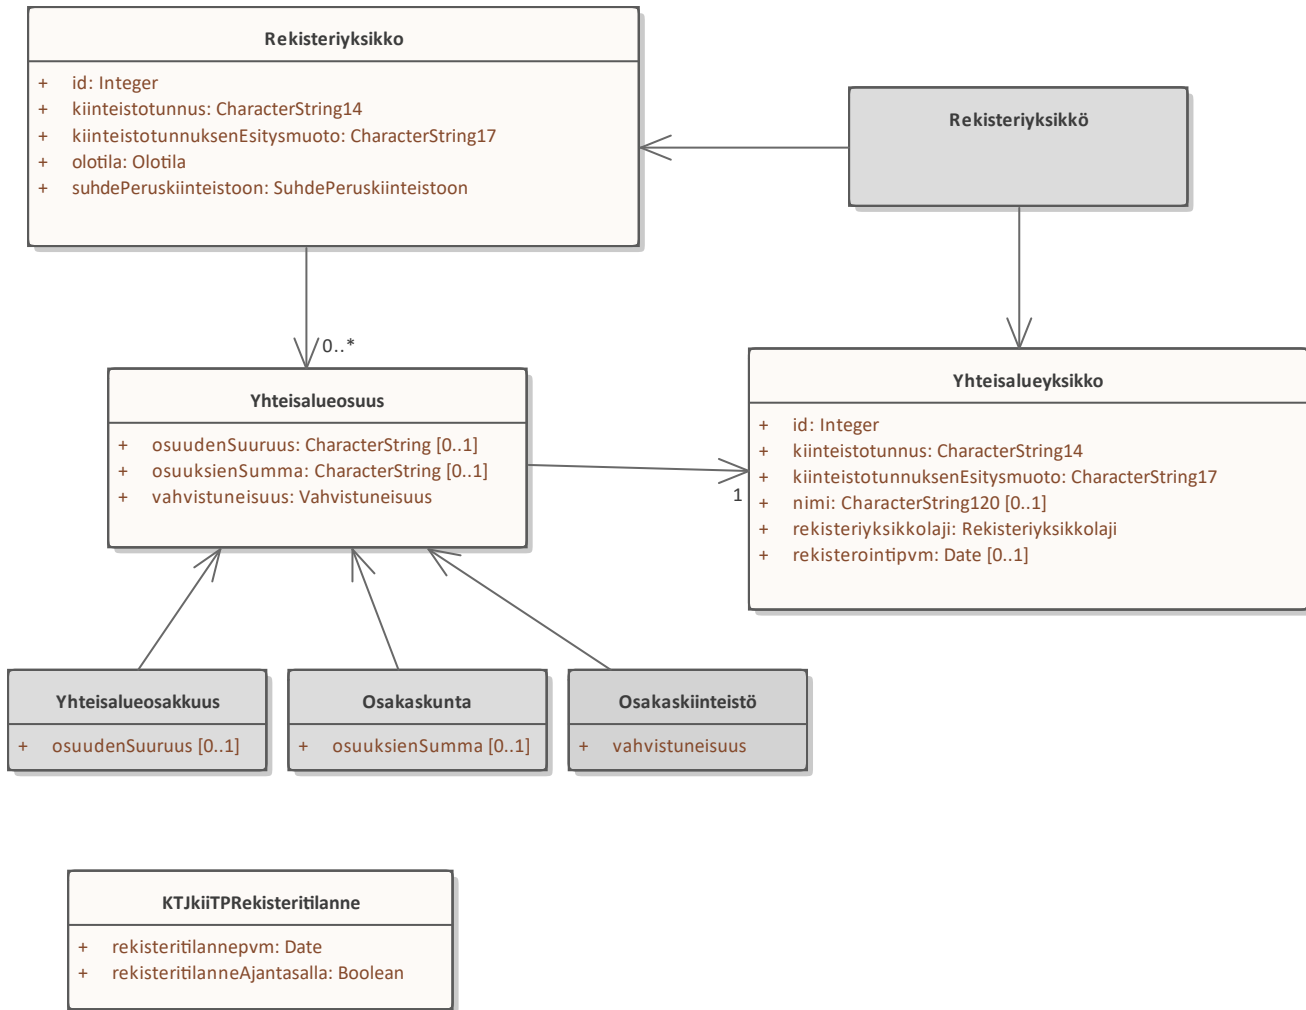 Rekisteriyksikko
+ id: Integer
+ kiinteistotunnus: CharacterString14
+ kiinteistotunnuksenEsitysmuoto: CharacterString17
+ olotila: Olotila
+ suhdePeruskiinteistoon: SuhdePeruskiinteistoon
Rekisteriyksikkö
0..*
Yhteisalueosuus
+ osuudenSuuruus: CharacterString [0..1]
+ osuuksienSumma: CharacterString [0..1]
+ vahvistuneisuus: Vahvistuneisuus
1
Yhteisalueyksikko
+ id: Integer
+ kiinteistotunnus: CharacterString14
+ kiinteistotunnuksenEsitysmuoto: CharacterString17
+ nimi: CharacterString120 [0..1]
+ rekisteriyksikkolaji: Rekisteriyksikkolaji
+ rekisterointipvm: Date [0..1]
Yhteisalueosakkuus
+ osuudenSuuruus [0..1]
Osakaskunta
+ osuuksienSumma [0..1]
Osakaskiinteistö
+ vahvistuneisuus
KTJkiiTPRekisteritilanne
+ rekisteritilannepvm: Date
+ rekisteritilanneAjantasalla: Boolean